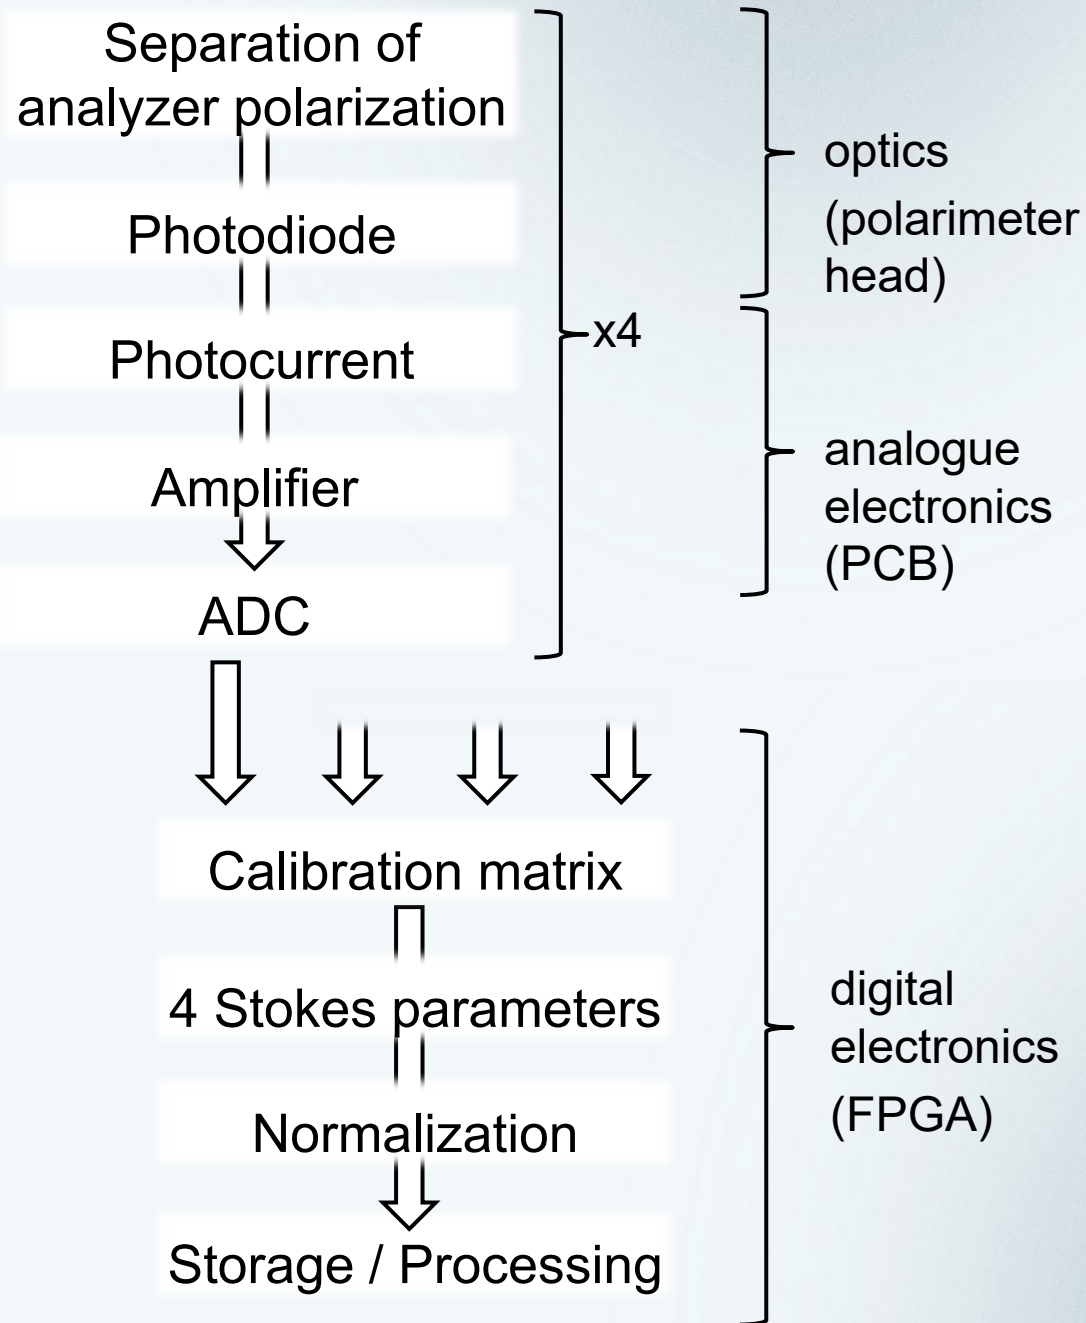 Separation of
analyzer polarization
Photodiode
Photocurrent
Amplifier
ADC
x4
optics
(polarimeter
head)
analogue
electronics
(PCB)
Calibration matrix
4 Stokes parameters
Normalization
Storage / Processing
digital
electronics
(FPGA)